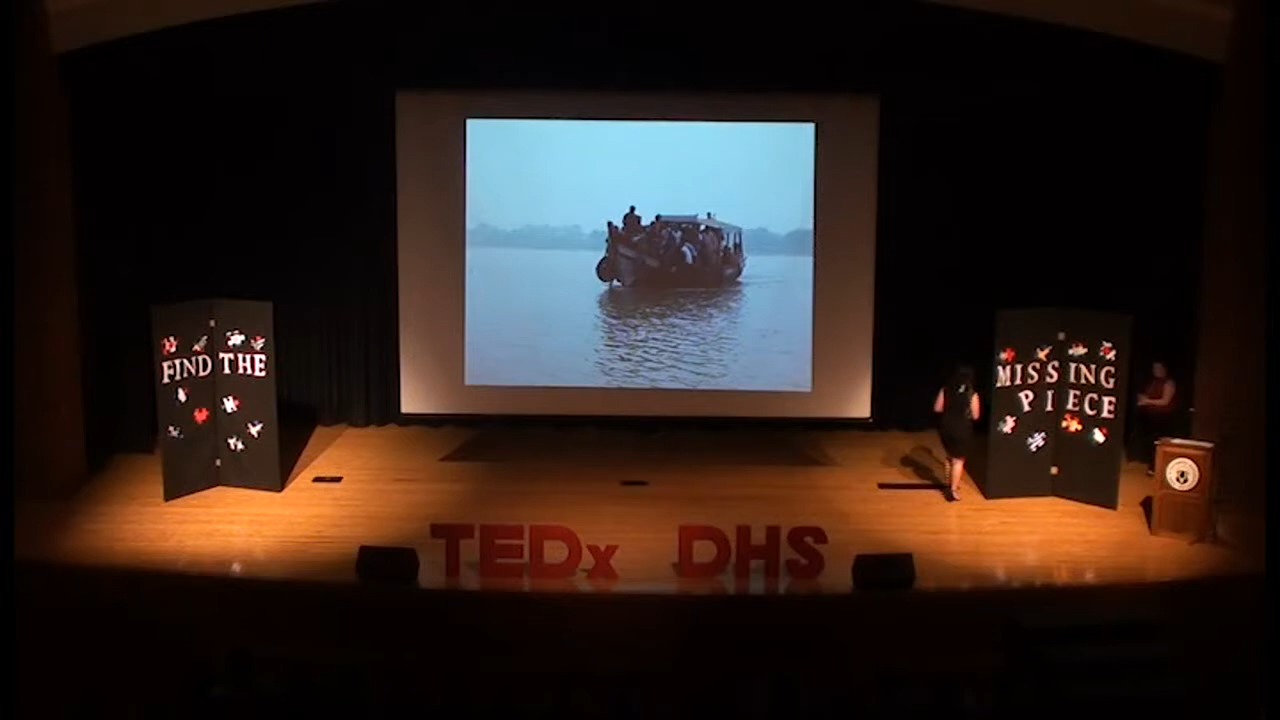 FIND THE
MISSING
PIECE
TEDx DHS